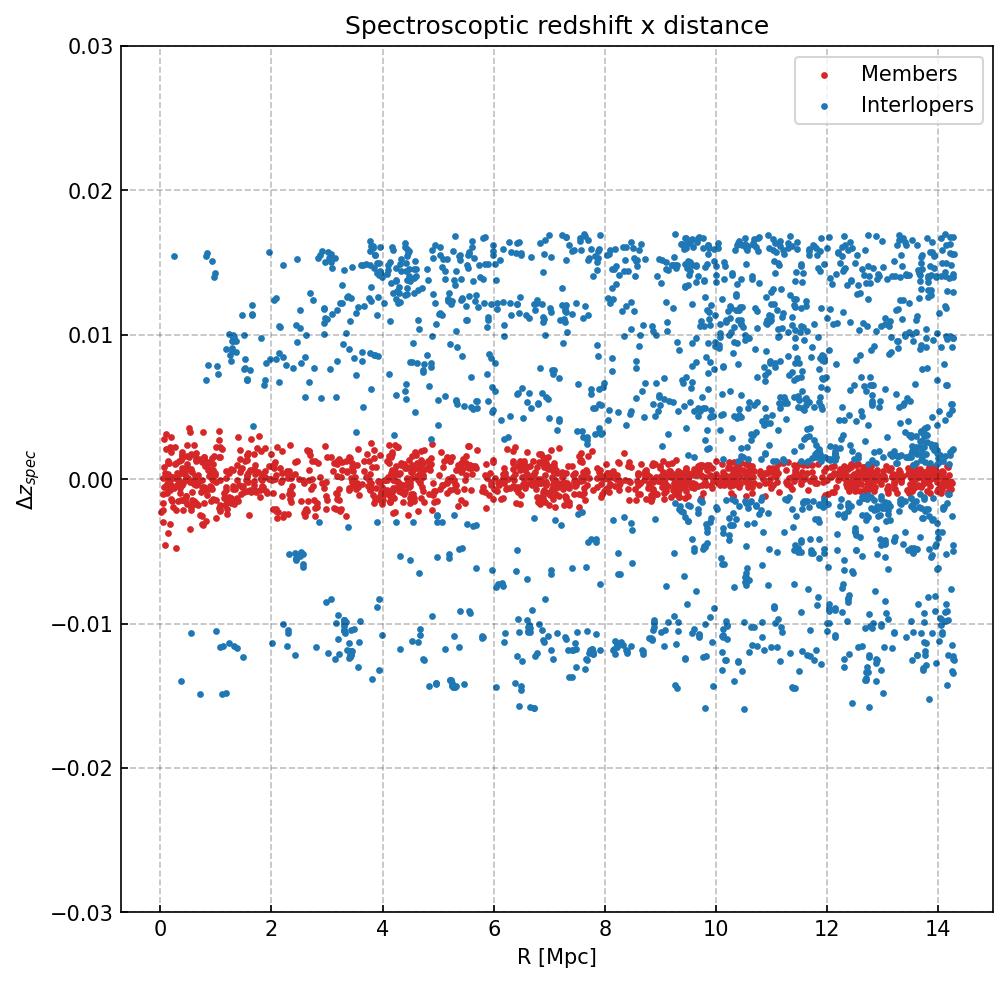 Spectroscoptic redshift x distance
Members
Interlopers
0.03
0.02
0.01
0.00
−0.01
−0.02
−0.03
Δz_spec
0 2 4 6 8 10 12 14
R [Mpc]